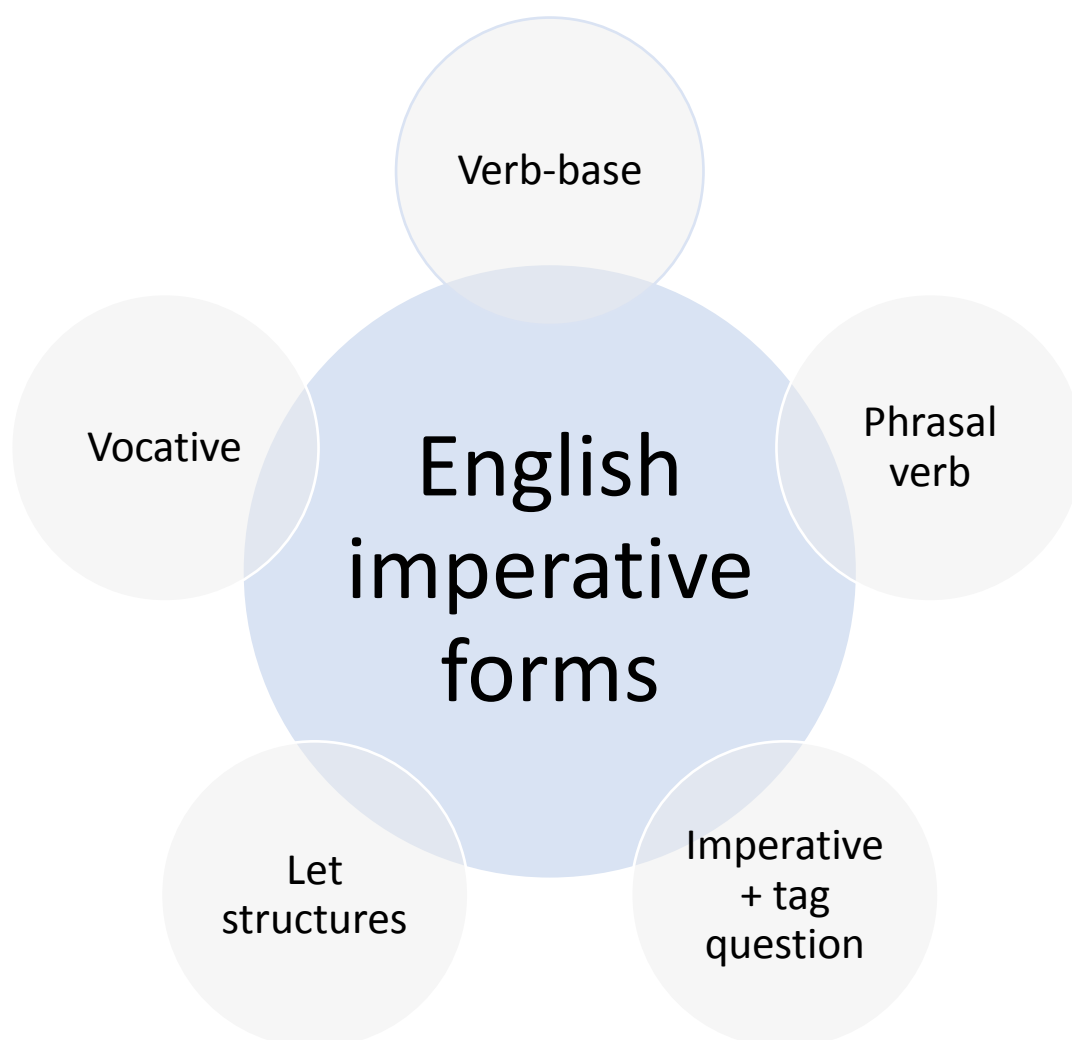 Verb-base
Phrasal
verb
Vocative
English
imperative
forms
Imperative
+ tag
question
Let
structures